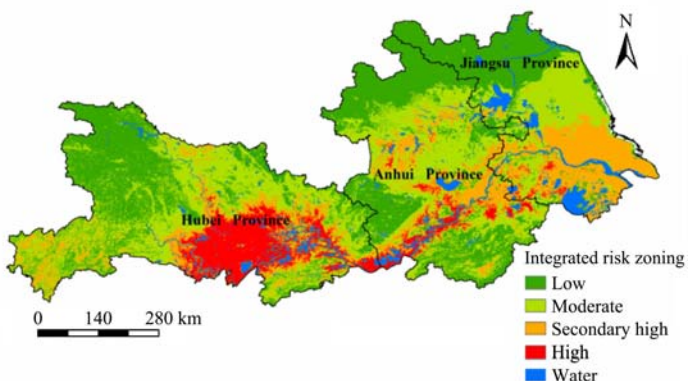 N
Jiangsu Province
Anhui Province
Hubei Province
Integrated risk zoning
Low
Moderate
Secondary high
High
Water
0 140 280 km